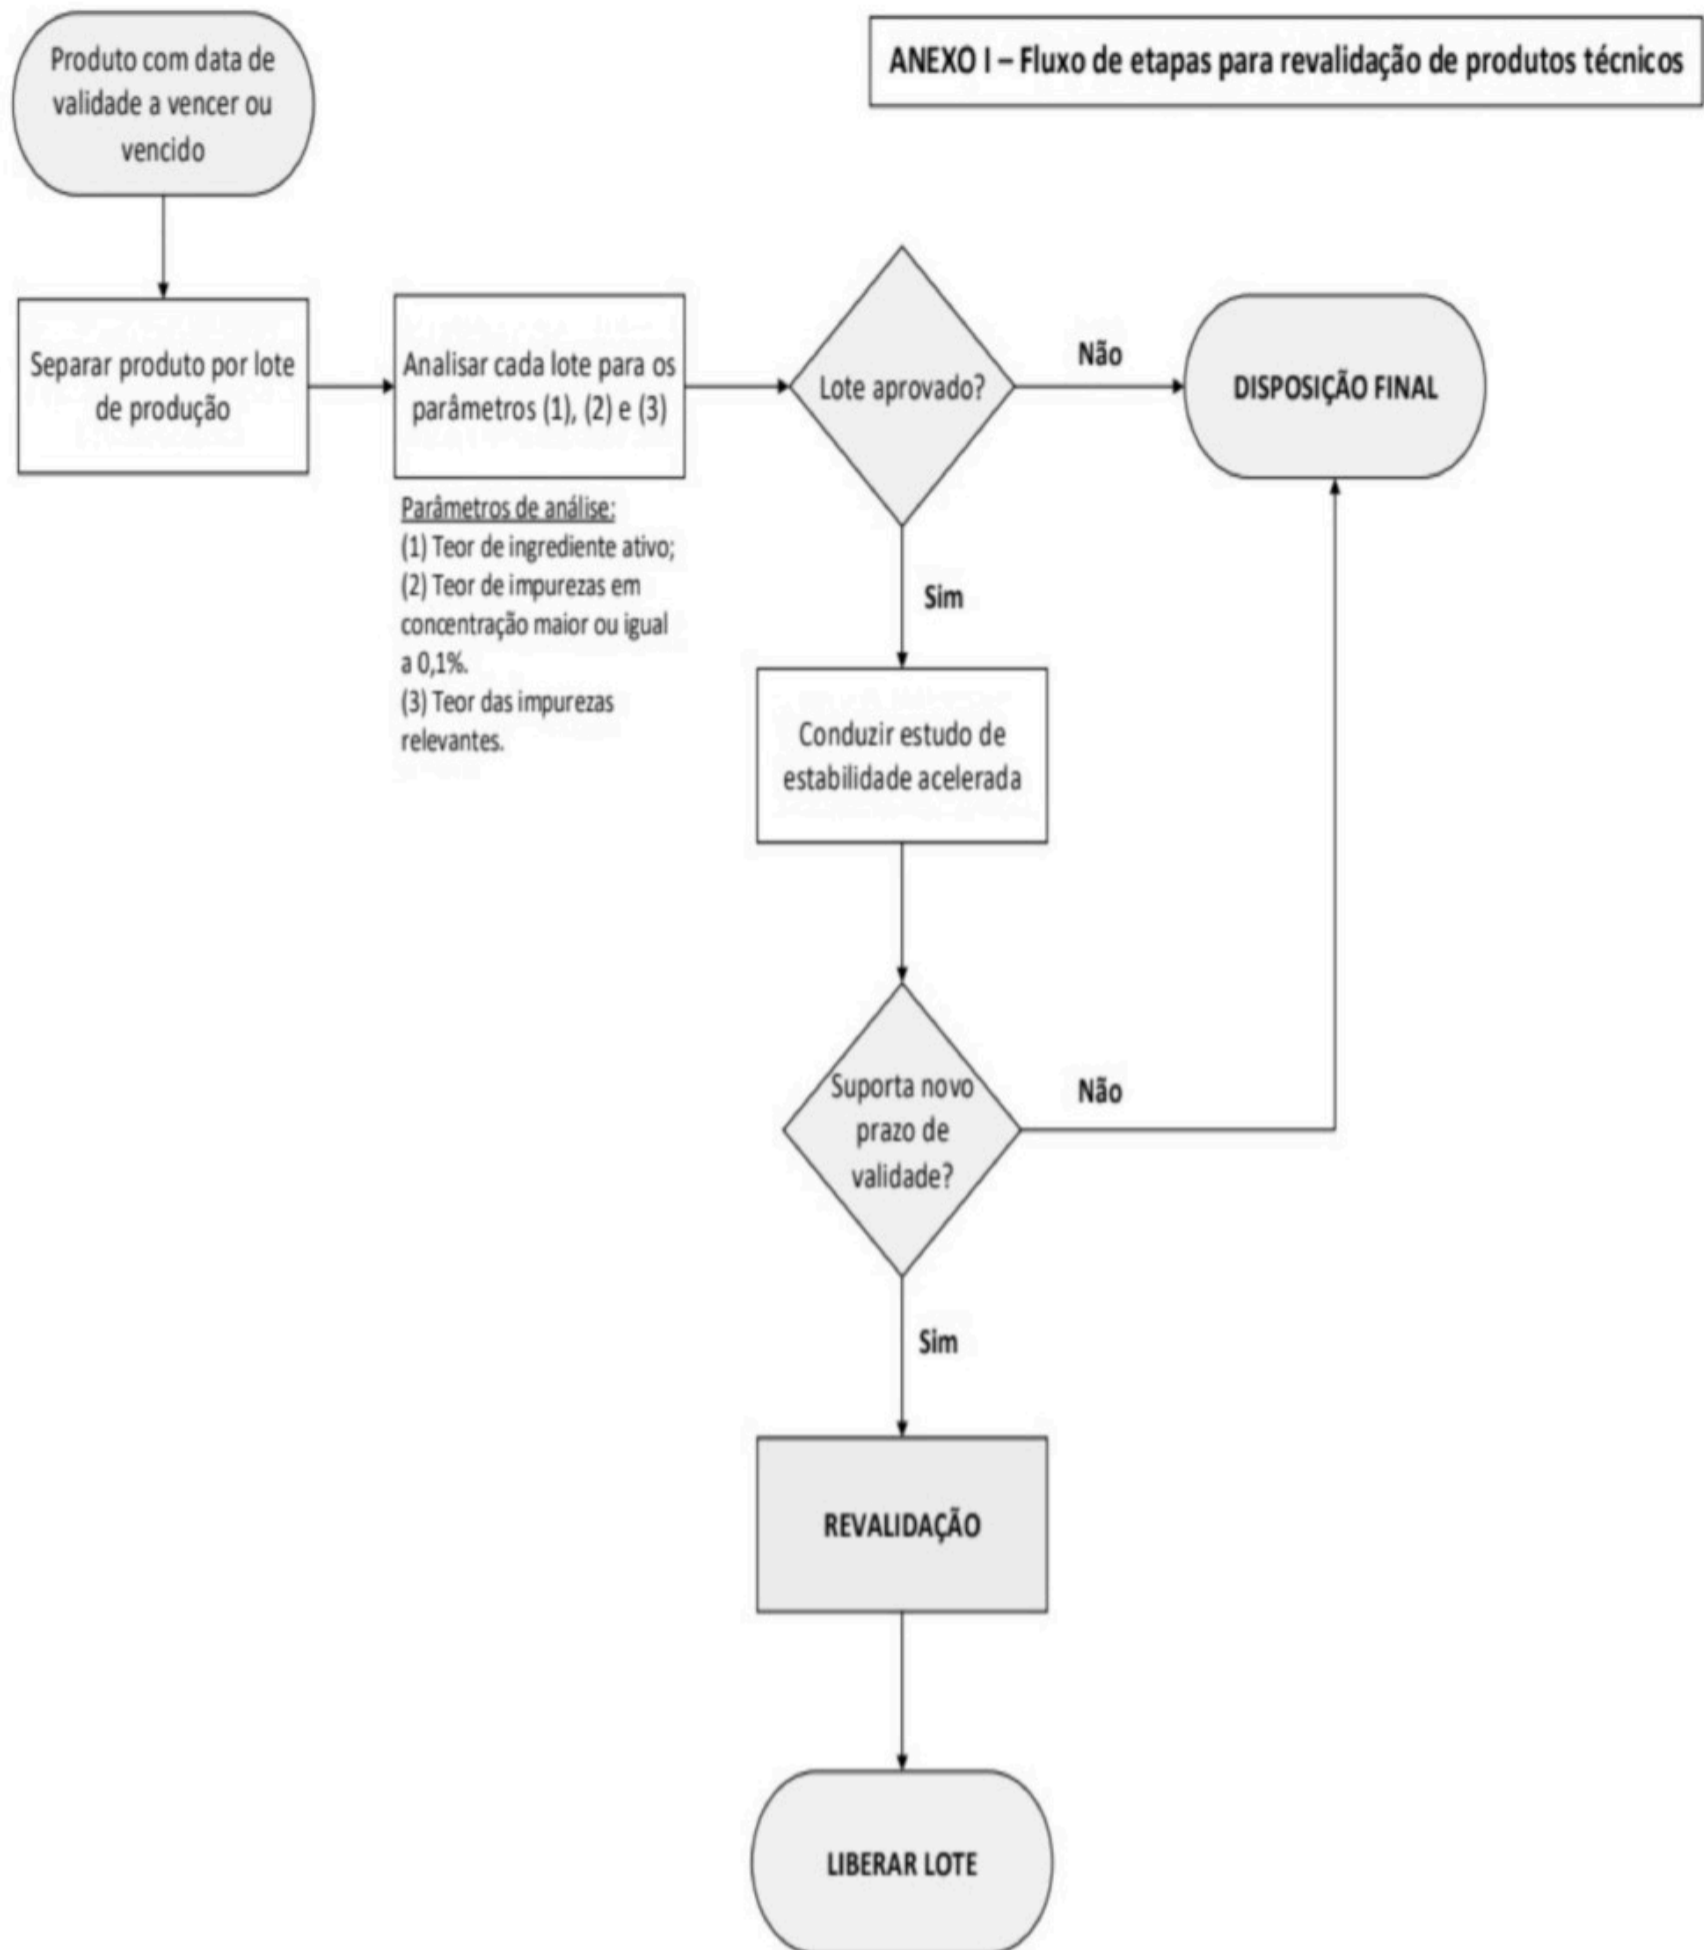 ANEXO I – Fluxo de etapas para revalidação de produtos técnicos
Produto com data de
validade a vencer ou
vencido
Separar produto por lote
de produção
Analisar cada lote para os
parâmetros (1), (2) e (3)
Parâmetros de análise:
(1) Teor de ingrediente ativo;
(2) Teor de impurezas em
concentração maior ou igual
a 0,1%.
(3) Teor das impurezas
relevantes.
Lote aprovado?
Não
DISPOSIÇÃO FINAL
Sim
Conduzir estudo de
estabilidade acelerada
Suporta novo
prazo de
validade?
Não
Sim
REVALIDAÇÃO
LIBERAR LOTE